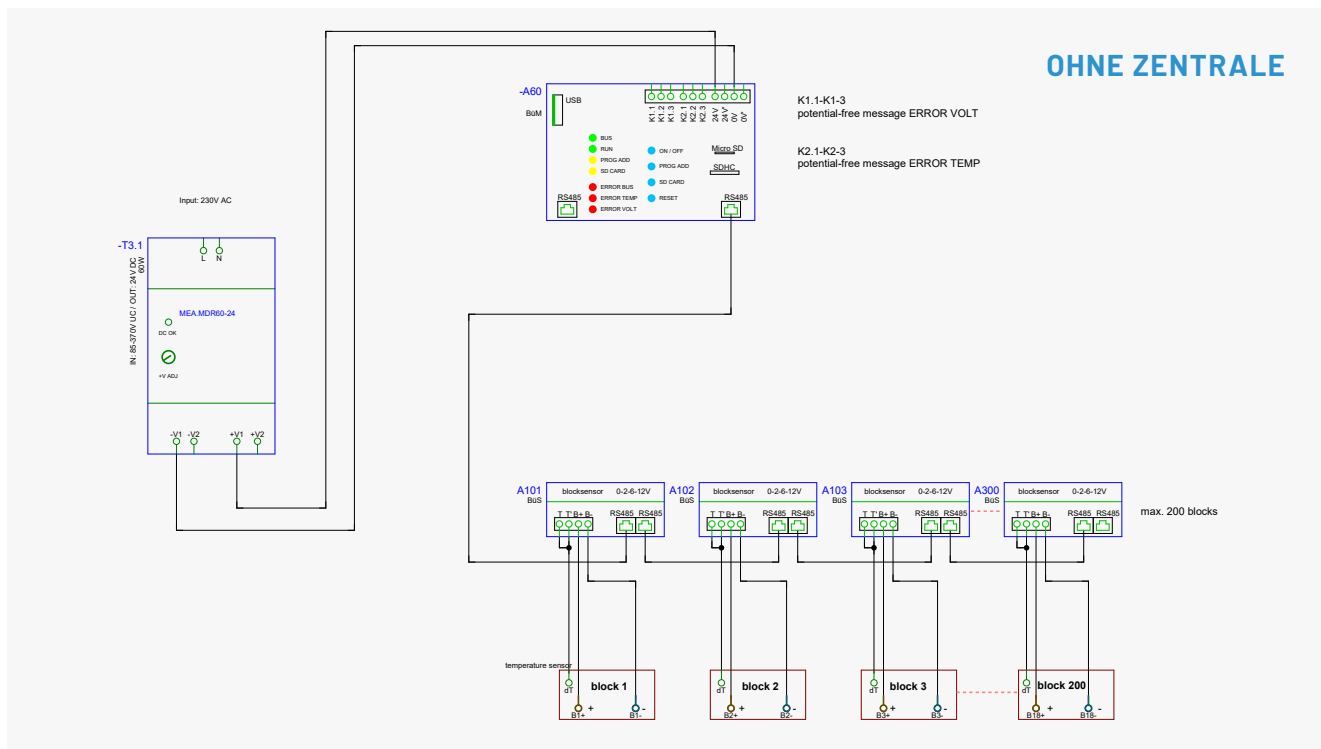 OHNE ZENTRALE
-A60
BüM
USB
K1.1
K1.2
K1.3
K2.1
K2.2
K2.3
24V
24V
0V
0V'
K1.1-K1-3
potential-free message ERROR VOLT
K2.1-K2-3
potential-free message ERROR TEMP
BUS
RUN
PROG ADD
SD CARD
ERROR BUS
ERROR TEMP
ERROR VOLT
ON / OFF
PROG ADD
SD CARD
RESET
Micro SD
SDHC
RS485
RS485
Input: 230V AC
-T3.1
IN: 85-370V UC / OUT: 24V DC
60W
L
N
MEA.MDR60-24
DC OK
+V ADJ
-V1
-V2
+V1
+V2
A101
BüS
blocksensor 0-2-6-12V
T T' B+ B-
RS485 RS485
A102
BüS
blocksensor 0-2-6-12V
T T' B+ B-
RS485 RS485
A103
BüS
blocksensor 0-2-6-12V
T T' B+ B-
RS485 RS485
A300
BüS
blocksensor 0-2-6-12V
T T' B+ B-
RS485 RS485
max. 200 blocks
temperature sensor
dT
block 1
+
-
B1+
B1-
dT
block 2
+
-
B2+
B2-
dT
block 3
+
-
B3+
B3-
dT
block 200
+
-
B18+
B18-